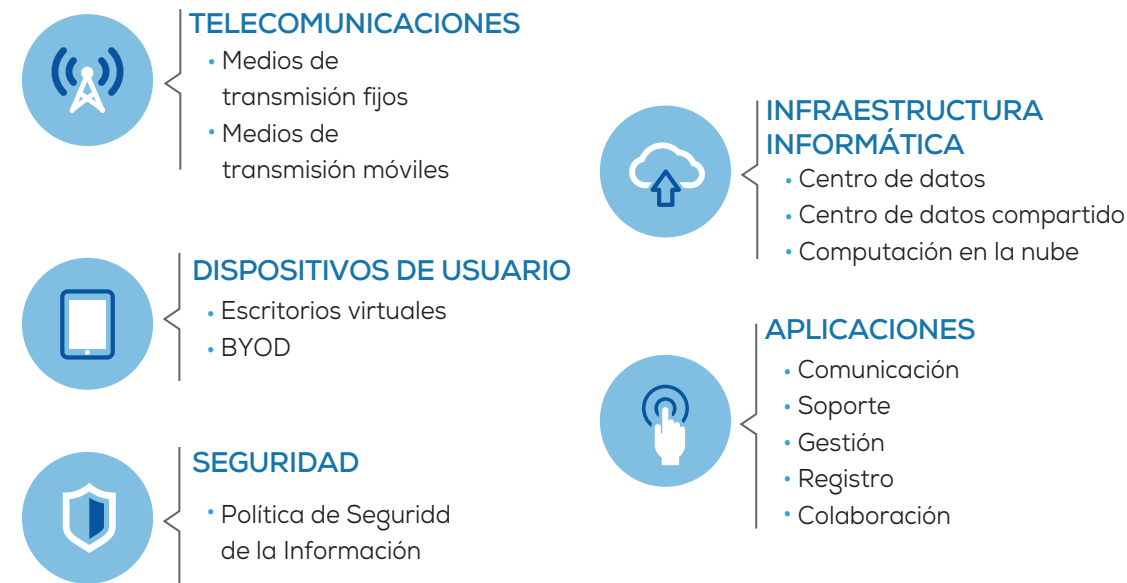 TELECOMUNICACIONES
• Medios de
transmisión fijos
• Medios de
transmisión móviles
DISPOSITIVOS DE USUARIO
• Escritorios virtuales
• BYOD
SEGURIDAD
• Política de Seguridd
de la Información
INFRAESTRUCTURA
INFORMÁTICA
• Centro de datos
• Centro de datos compartido
• Computación en la nube
APLICACIONES
• Comunicación
• Soporte
• Gestión
• Registro
• Colaboración